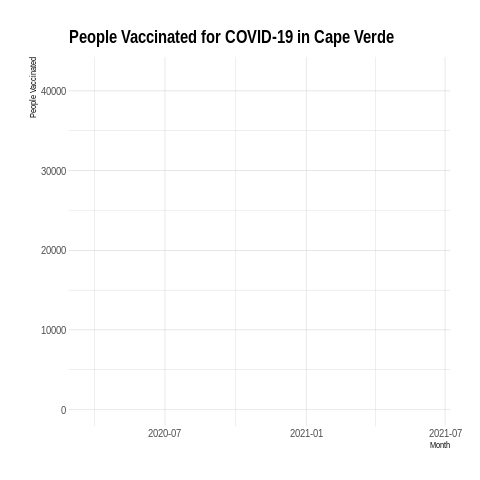 People Vaccinated for COVID-19 in Cape Verde
People Vaccinated
40000
30000
20000
10000
0
2020-07 2021-01 2021-07
Month